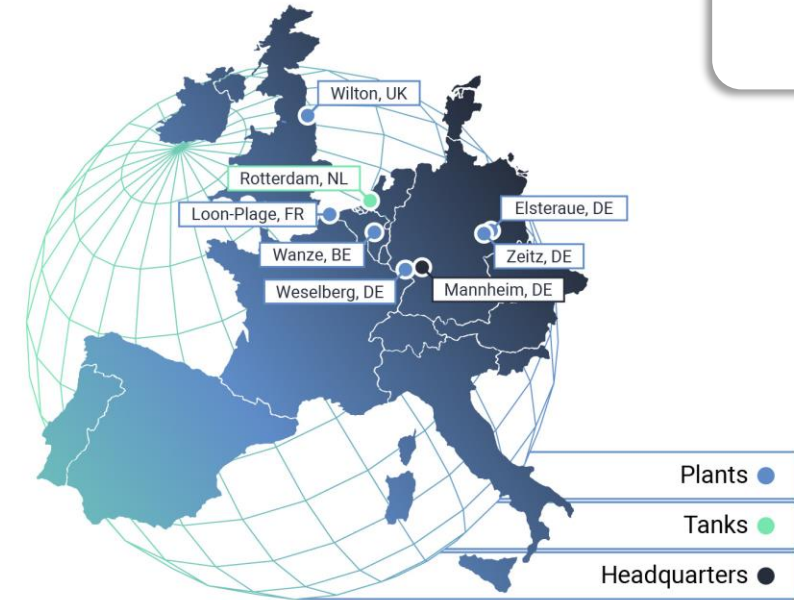 Wilton, UK
Rotterdam, NL
Loon-Plage, FR
Elsteraue, DE
Wanze, BE
Zeitz, DE
Weselberg, DE
Mannheim, DE
Plants
Tanks
Headquarters